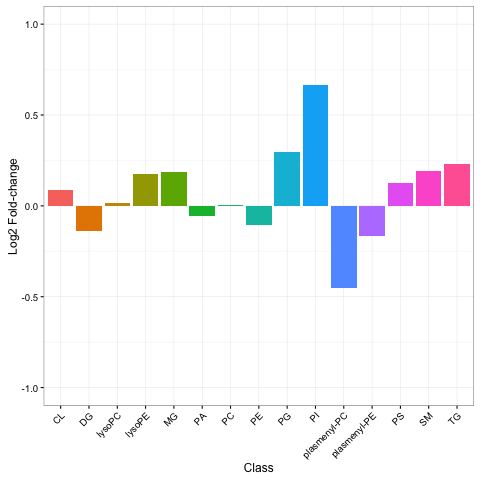 Log2 Fold-change
1.0
0.5
0.0
-0.5
-1.0
CL
DG
lysoPC
lysoPE
MG
PA
PC
PE
PG
PI
plasmenyl-PC
plasmenyl-PE
PS
SM
TG
Class